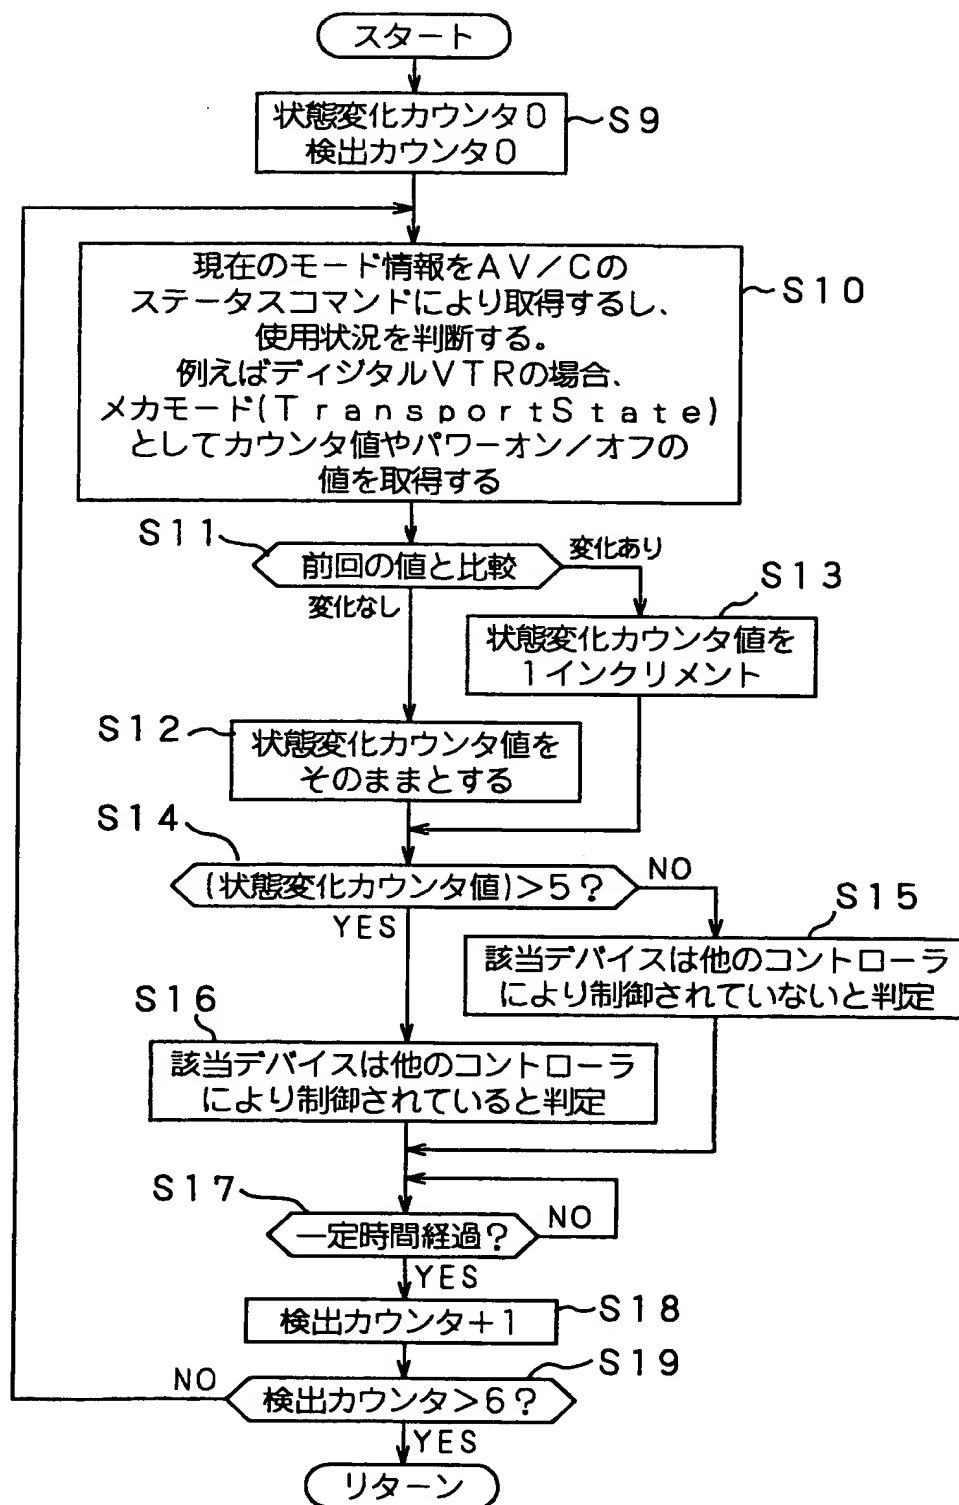 スタート
状態変化カウンタ0
検出カウンタ0
S9
現在のモード情報をAV/Cの
ステータスコマンドにより取得するし、
使用状況を判断する。
例えばディジタルVTRの場合、
メカモード(TransportState)
としてカウンタ値やパワーオン/オフの
値を取得する
S10
S11
前回の値と比較
変化あり
変化なし
S13
状態変化カウンタ値を
1インクリメント
S12
状態変化カウンタ値を
そのままとする
S14
(状態変化カウンタ値)>5?
NO
YES
S15
該当デバイスは他のコントローラ
により制御されていないと判定
S16
該当デバイスは他のコントローラ
により制御されていると判定
S17
一定時間経過?
NO
YES
検出カウンタ+1
S18
S19
NO
検出カウンタ>6?
YES
リターン